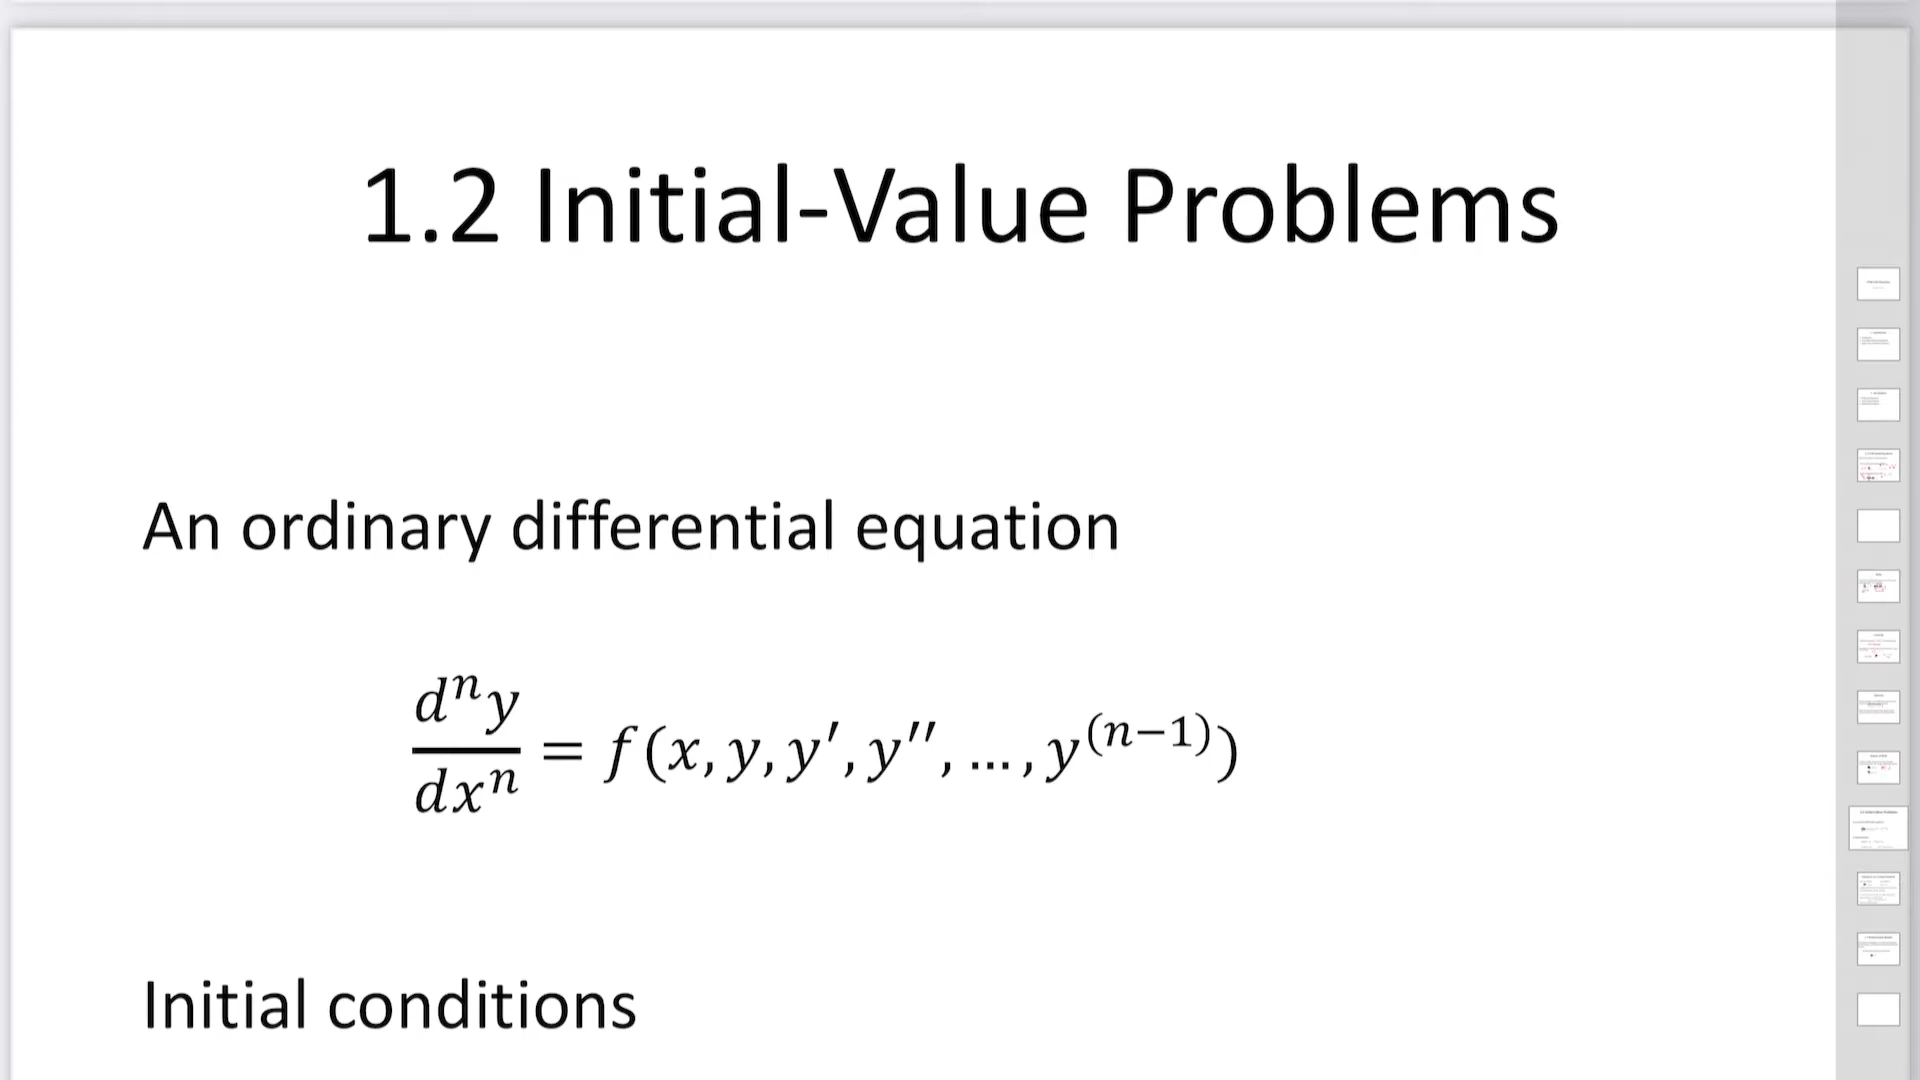 1.2 Initial-Value Problems
An ordinary differential equation
dⁿy/dxⁿ = f(x, y, y′, y′′, … , y⁽ⁿ⁻¹⁾)
Initial conditions